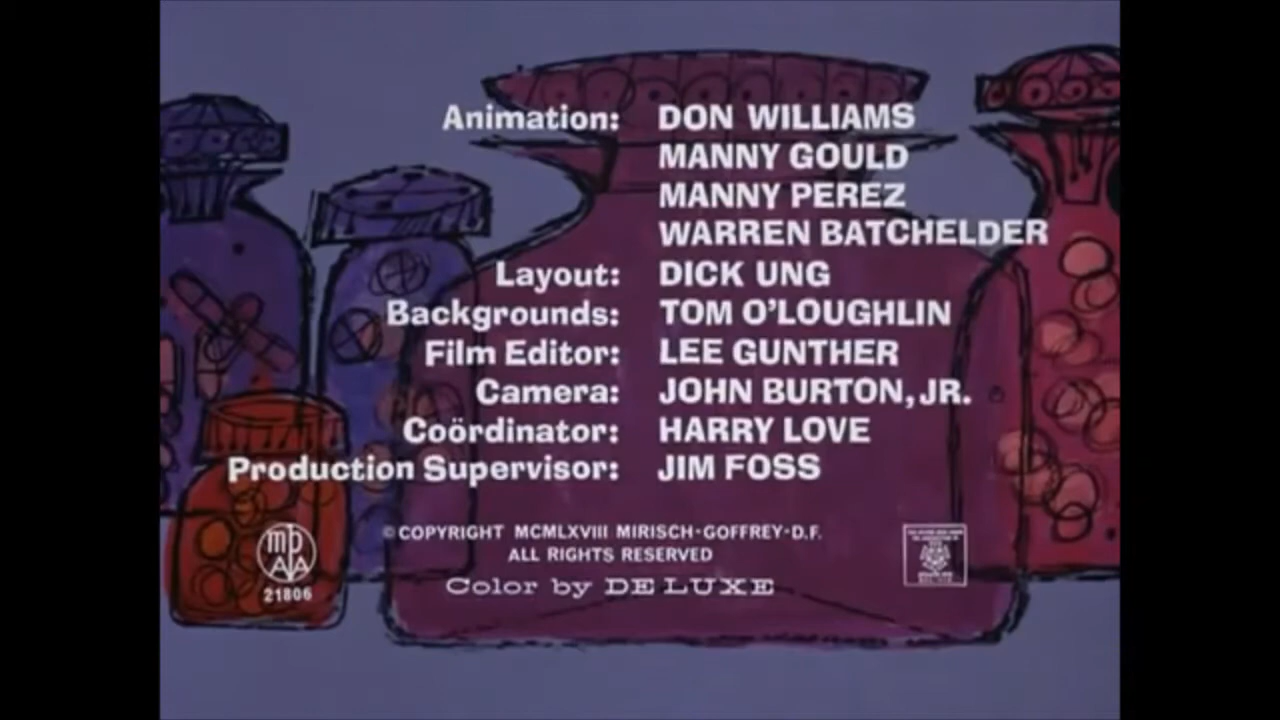 Animation: DON WILLIAMS
MANNY GOULD
MANNY PEREZ
WARREN BATCHELDER
Layout: DICK UNG
Backgrounds: TOM O'LOUGHLIN
Film Editor: LEE GUNTHER
Camera: JOHN BURTON, JR.
Coördinator: HARRY LOVE
Production Supervisor: JIM FOSS
©COPYRIGHT MCMLXVIII MIRISCH-GOFFREY-D.F.
ALL RIGHTS RESERVED
Color by DE LUXE
MPAA
21806